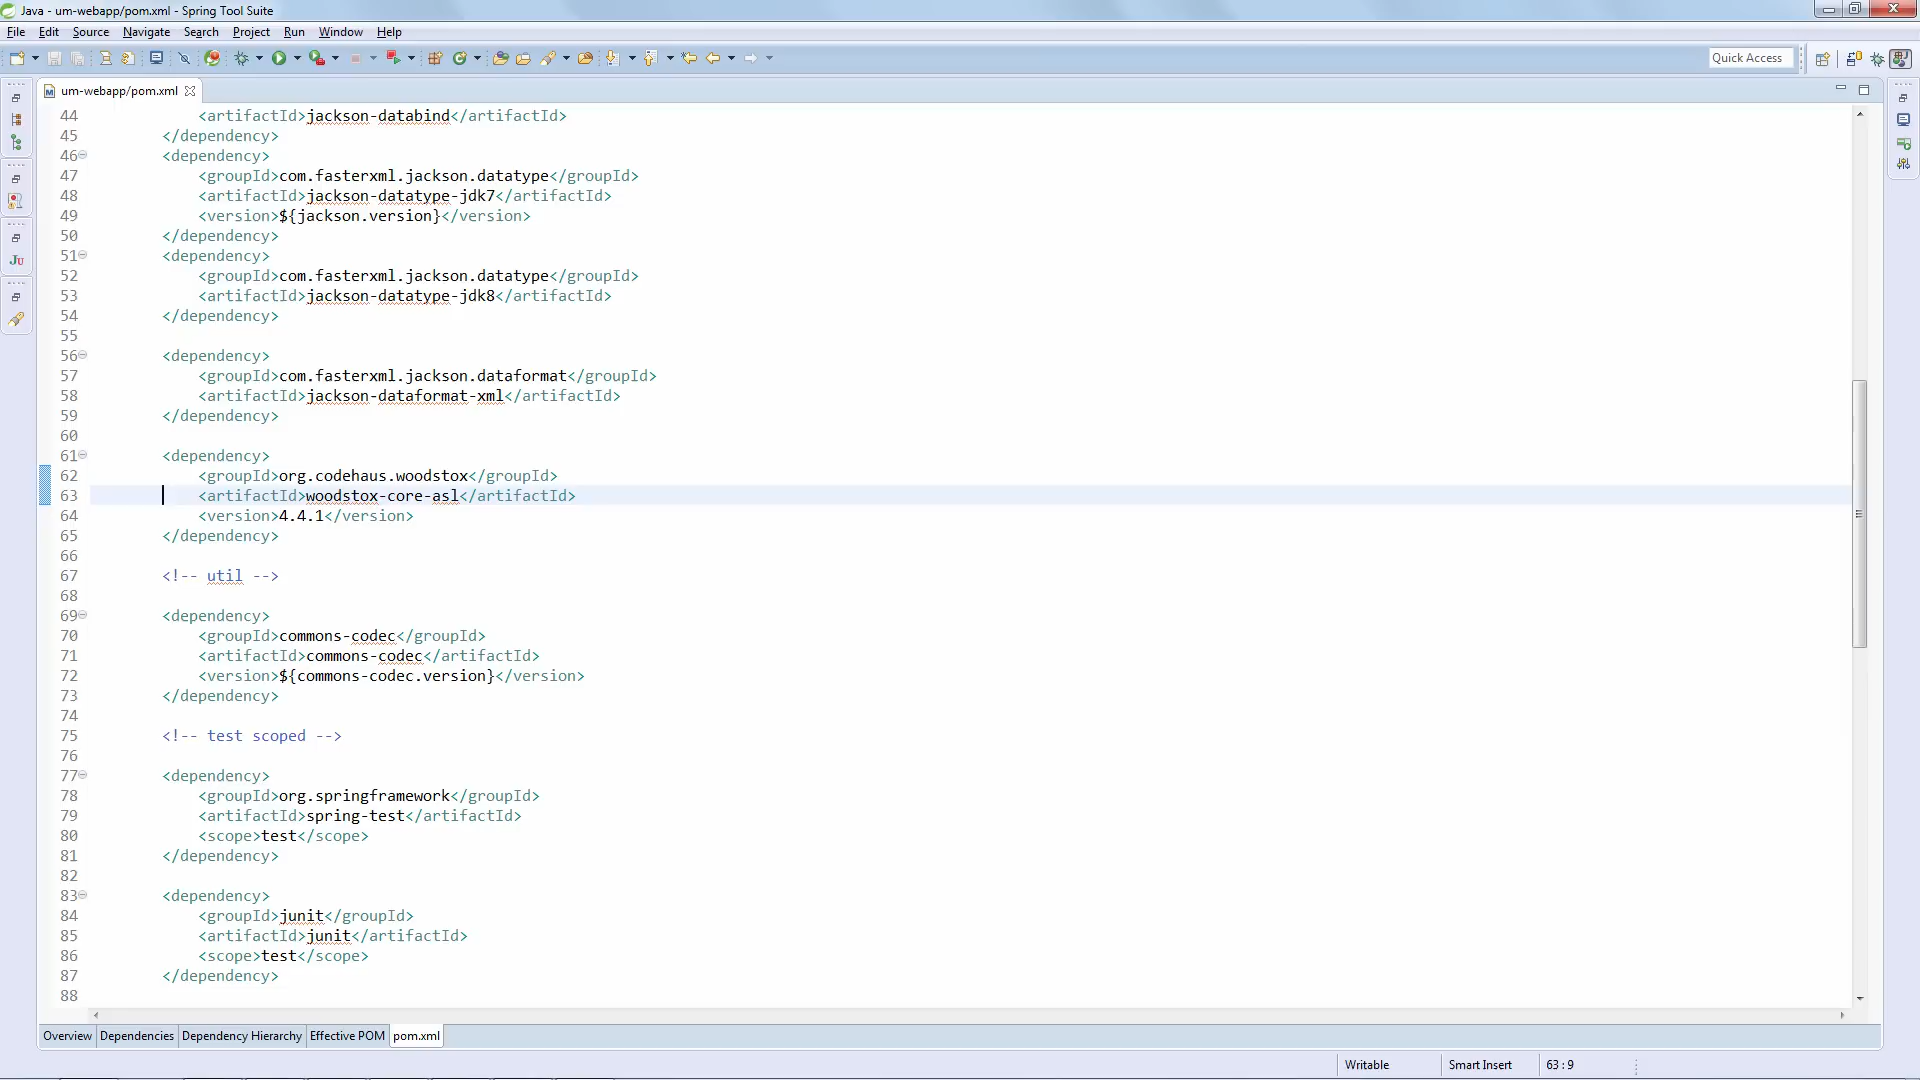 Java - um-webapp/pom.xml - Spring Tool Suite
File Edit Source Navigate Search Project Run Window Help
Quick Access
um-webapp/pom.xml
44 <artifactId>jackson-databind</artifactId>
45 </dependency>
46 <dependency>
47 <groupId>com.fasterxml.jackson.datatype</groupId>
48 <artifactId>jackson-datatype-jdk7</artifactId>
49 <version>${jackson.version}</version>
50 </dependency>
51 <dependency>
52 <groupId>com.fasterxml.jackson.datatype</groupId>
53 <artifactId>jackson-datatype-jdk8</artifactId>
54 </dependency>
55
56 <dependency>
57 <groupId>com.fasterxml.jackson.dataformat</groupId>
58 <artifactId>jackson-dataformat-xml</artifactId>
59 </dependency>
60
61 <dependency>
62 <groupId>org.codehaus.woodstox</groupId>
63 <artifactId>woodstox-core-asl</artifactId>
64 <version>4.4.1</version>
65 </dependency>
66
67 <!-- util -->
68
69 <dependency>
70 <groupId>commons-codec</groupId>
71 <artifactId>commons-codec</artifactId>
72 <version>${commons-codec.version}</version>
73 </dependency>
74
75 <!-- test scoped -->
76
77 <dependency>
78 <groupId>org.springframework</groupId>
79 <artifactId>spring-test</artifactId>
80 <scope>test</scope>
81 </dependency>
82
83 <dependency>
84 <groupId>junit</groupId>
85 <artifactId>junit</artifactId>
86 <scope>test</scope>
87 </dependency>
88
Overview Dependencies Dependency Hierarchy Effective POM pom.xml
Writable Smart Insert 63 : 9